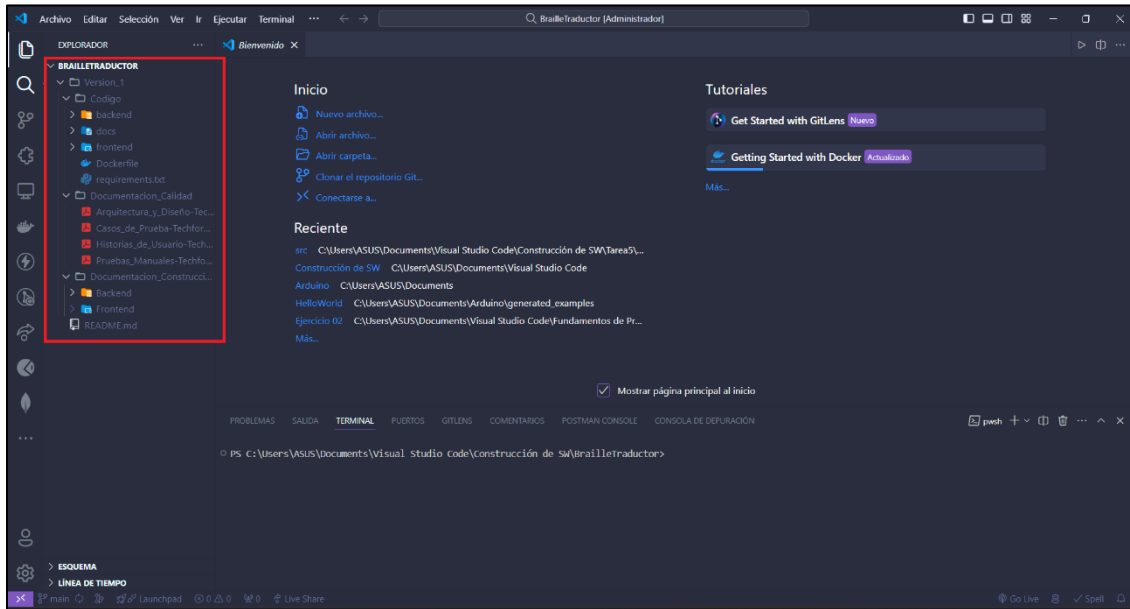 Archivo Editar Selección Ver Ir Ejecutar Terminal ··· BrailleTraductor [Administrador]
EXPLORADOR ···
Bienvenido
BRAILLETRADUCTOR
Version_1
Codigo
backend
docs
frontend
Dockerfile
requirements.txt
Documentacion_Calidad
Arquitectura_y_Diseño-Tec...
Casos_de_Prueba-Techfor...
Historias_de_Usuario-Tech...
Pruebas_Manuales-Techfo...
Documentacion_Construcci...
Backend
Frontend
README.md
ESQUEMA
LÍNEA DE TIEMPO
Inicio
Nuevo archivo...
Abrir archivo...
Abrir carpeta...
Clonar el repositorio Git...
Conectarse a...
Reciente
src C:\Users\ASUS\Documents\Visual Studio Code\Construcción de SW\Tarea5\...
Construcción de SW C:\Users\ASUS\Documents\Visual Studio Code
Arduino C:\Users\ASUS\Documents
HelloWorld C:\Users\ASUS\Documents\Arduino\generated_examples
Ejercicio 02 C:\Users\ASUS\Documents\Visual Studio Code\Fundamentos de Pr...
Más...
Tutoriales
Get Started with GitLens Nuevo
Getting Started with Docker Actualizado
Más...
Mostrar página principal al inicio
PROBLEMAS SALIDA TERMINAL PUERTOS GITLENS COMENTARIOS POSTMAN CONSOLE CONSOLA DE DEPURACIÓN pwsh
PS C:\Users\ASUS\Documents\Visual Studio Code\Construcción de SW\BrailleTraductor>
main Launchpad 0 0 0 Live Share Go Live Spell